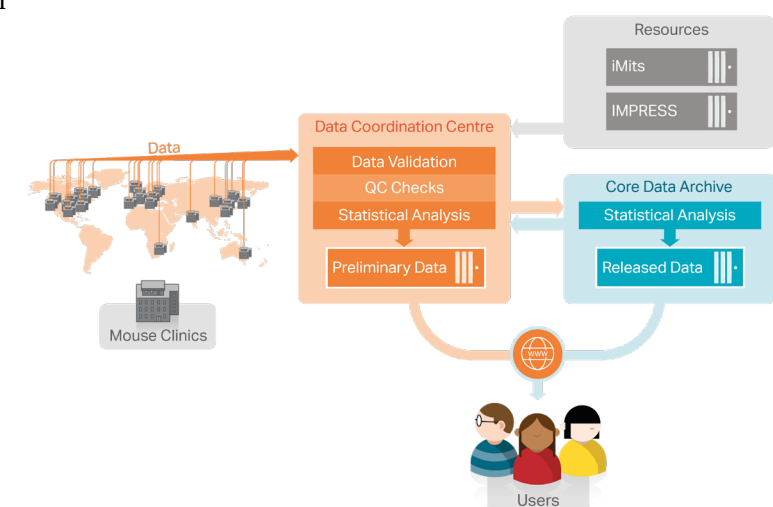 Resources
iMits
IMPRESS
Data
Data Coordination Centre
Data Validation
QC Checks
Statistical Analysis
Preliminary Data
Core Data Archive
Statistical Analysis
Released Data
Mouse Clinics
www
Users